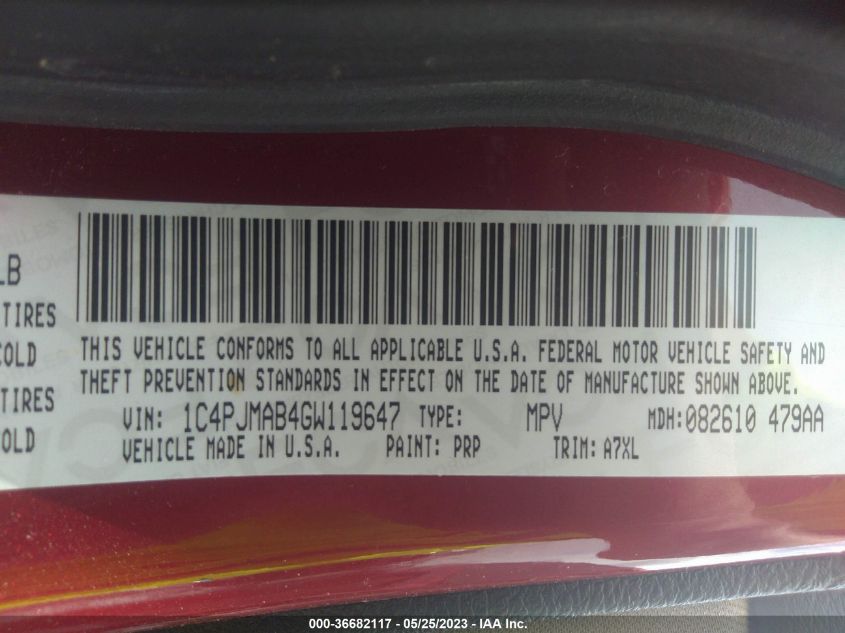 LB
TIRES
COLD
TIRES
OLD
THIS VEHICLE CONFORMS TO ALL APPLICABLE U.S.A. FEDERAL MOTOR VEHICLE SAFETY AND
THEFT PREVENTION STANDARDS IN EFFECT ON THE DATE OF MANUFACTURE SHOWN ABOVE.
VIN: 1C4PJMAB4GW119647 TYPE: MPV MDH:082610 479AA
VEHICLE MADE IN U.S.A. PAINT: PRP TRIM: A7XL
000-36682117 - 05/25/2023 - IAA Inc.